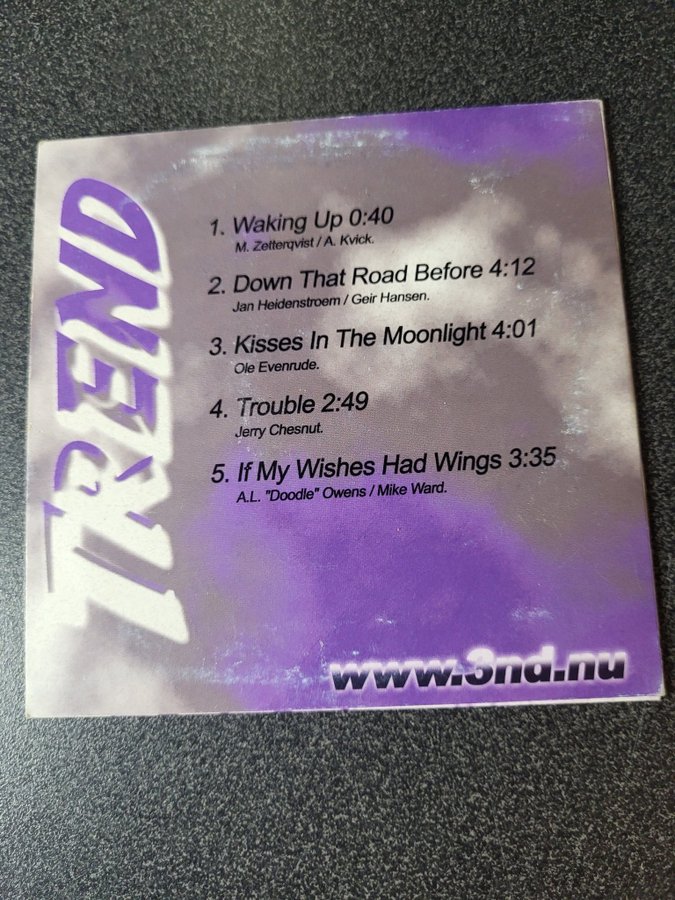 TREND
1. Waking Up 0:40
M. Zetterqvist / A. Kvick.
2. Down That Road Before 4:12
Jan Heidenstroem / Geir Hansen.
3. Kisses In The Moonlight 4:01
Ole Evenrude.
4. Trouble 2:49
Jerry Chesnut.
5. If My Wishes Had Wings 3:35
A.L. "Doodle" Owens / Mike Ward.
www.3nd.nu